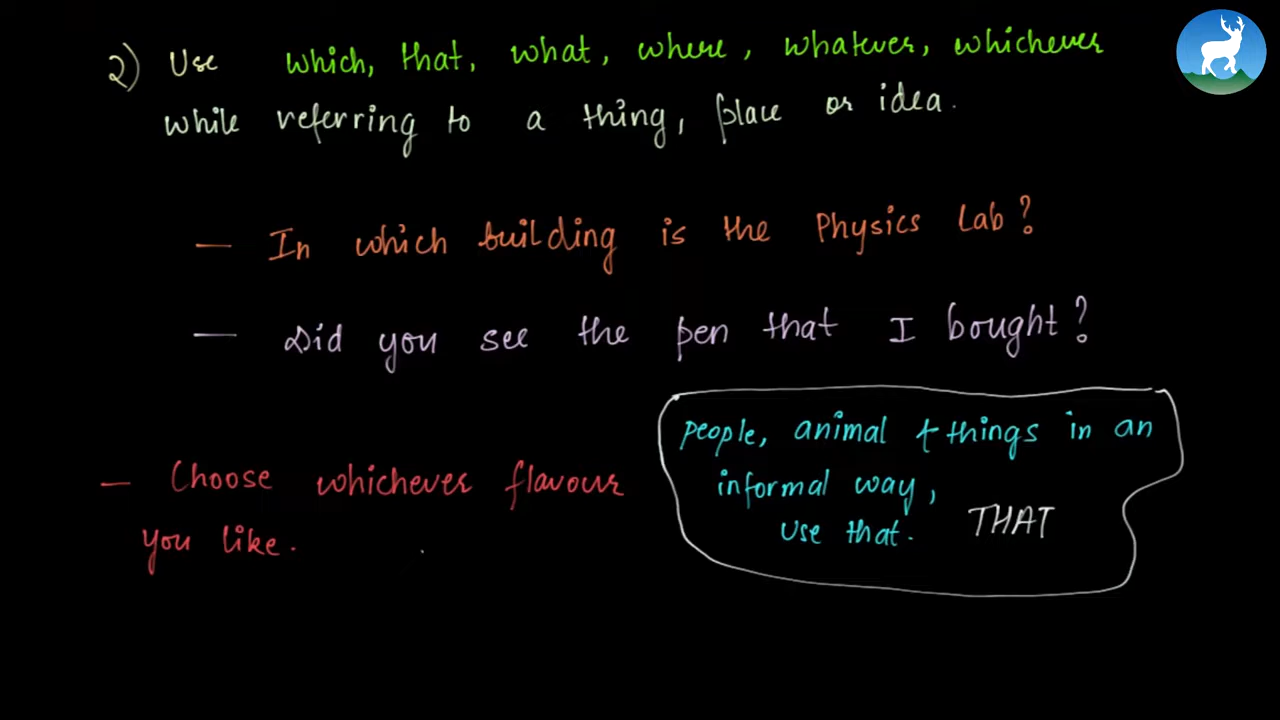 2) Use which, that, what, where, whatever, whichever
while referring to a thing, place or idea.
— In which building is the Physics Lab?
— Did you see the pen that I bought?
— Choose whichever flavour
you like.
people, animal & things in an
informal way,
use that. THAT